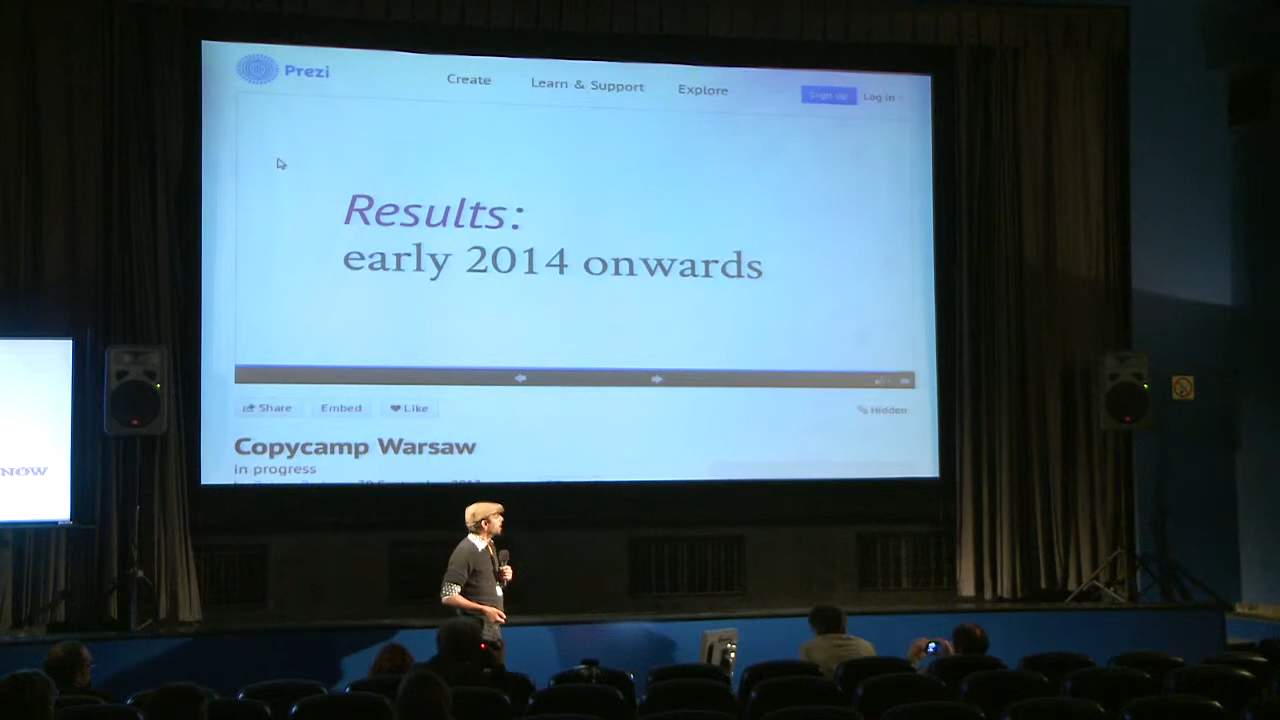 Prezi
Create
Learn & Support
Explore
Sign up
Log in
Results:
early 2014 onwards
Share
Embed
Like
Hidden
Copycamp Warsaw
in progress
NOW